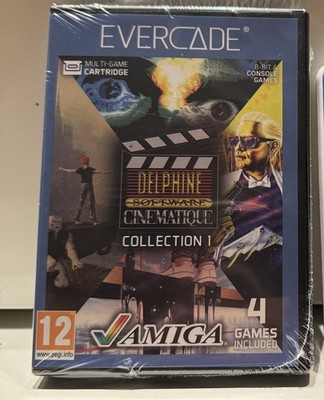 EVERCADE®
MULTI-GAME
CARTRIDGE
8-BIT &
CONSOLE
GAMES
DELPHINE
SOFTWARE
CINEMATIQUE
COLLECTION 1
12
www.pegi.info
AMIGA
4
GAMES
INCLUDED